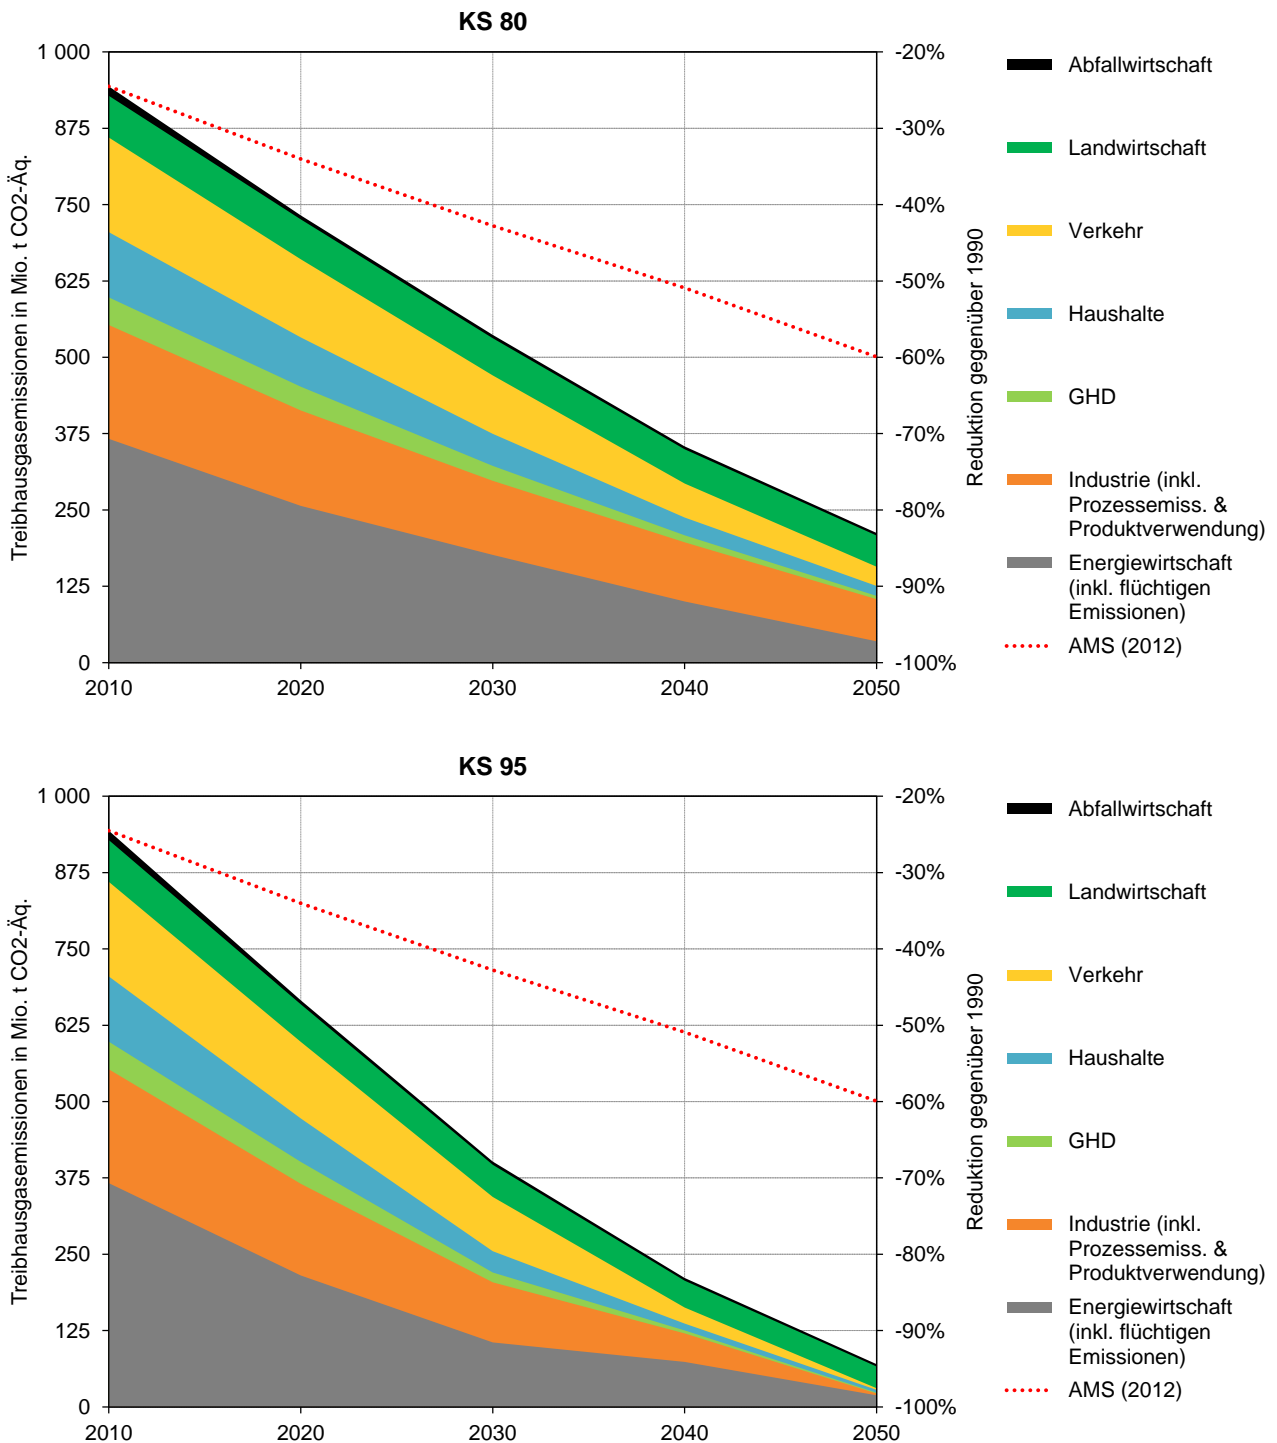 KS 80
Treibhausgasemissionen in Mio. t CO2-Äq.
1 000
875
750
625
500
375
250
125
0
2010
2020
2030
2040
2050
-20%
-30%
-40%
-50%
-60%
-70%
-80%
-90%
-100%
Reduktion gegenüber 1990
Abfallwirtschaft
Landwirtschaft
Verkehr
Haushalte
GHD
Industrie (inkl.
Prozessemiss. &
Produktverwendung)
Energiewirtschaft
(inkl. flüchtigen
Emissionen)
AMS (2012)
KS 95
Treibhausgasemissionen in Mio. t CO2-Äq.
1 000
875
750
625
500
375
250
125
0
2010
2020
2030
2040
2050
-20%
-30%
-40%
-50%
-60%
-70%
-80%
-90%
-100%
Reduktion gegenüber 1990
Abfallwirtschaft
Landwirtschaft
Verkehr
Haushalte
GHD
Industrie (inkl.
Prozessemiss. &
Produktverwendung)
Energiewirtschaft
(inkl. flüchtigen
Emissionen)
AMS (2012)